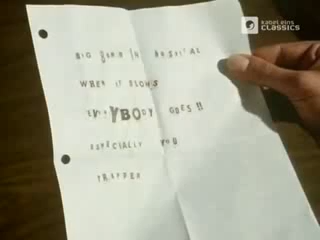 kabel eins
CLASSICS
BIG BANG IN HOSPITAL
WHEN IT BLOWS
EVERYBODY GOES!!
ESPECIALLY YOU
TRAPPER